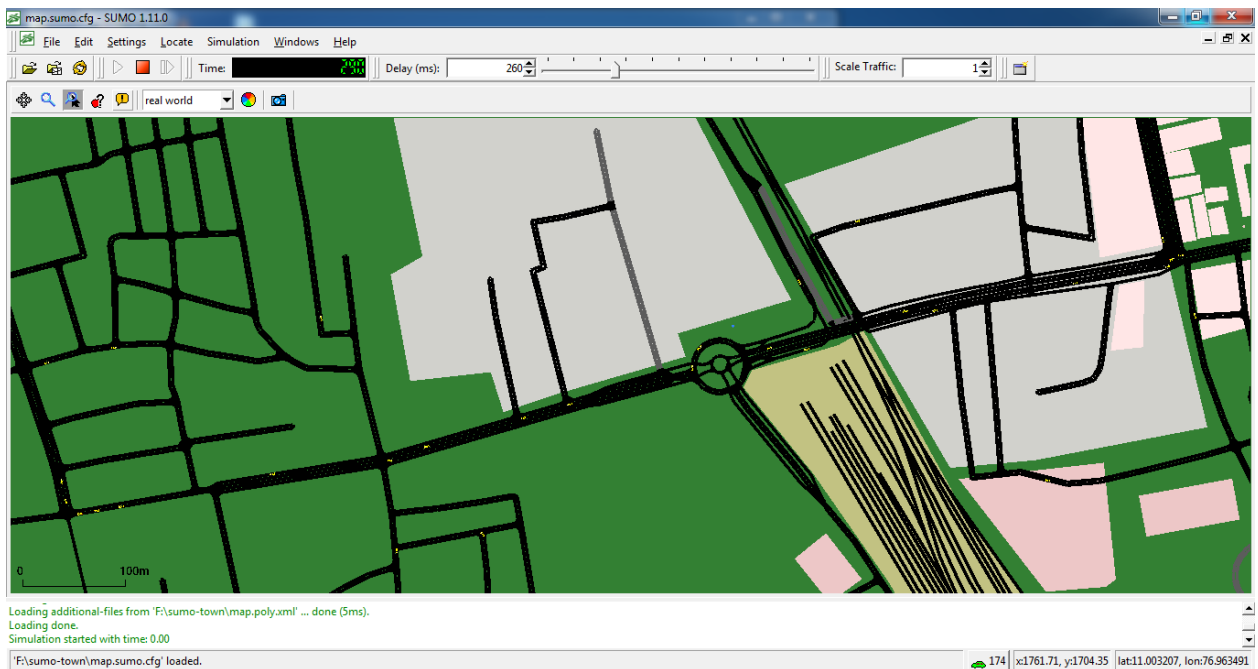 map.sumo.cfg - SUMO 1.11.0
File Edit Settings Locate Simulation Windows Help
Time: 290 Delay (ms): 260 Scale Traffic: 1
real world
0 100m
Loading additional-files from 'F:\sumo-town\map.poly.xml' ... done (5ms).
Loading done.
Simulation started with time: 0.00
'F:\sumo-town\map.sumo.cfg' loaded. 174 x:1761.71, y:1704.35 lat:11.003207, lon:76.963491